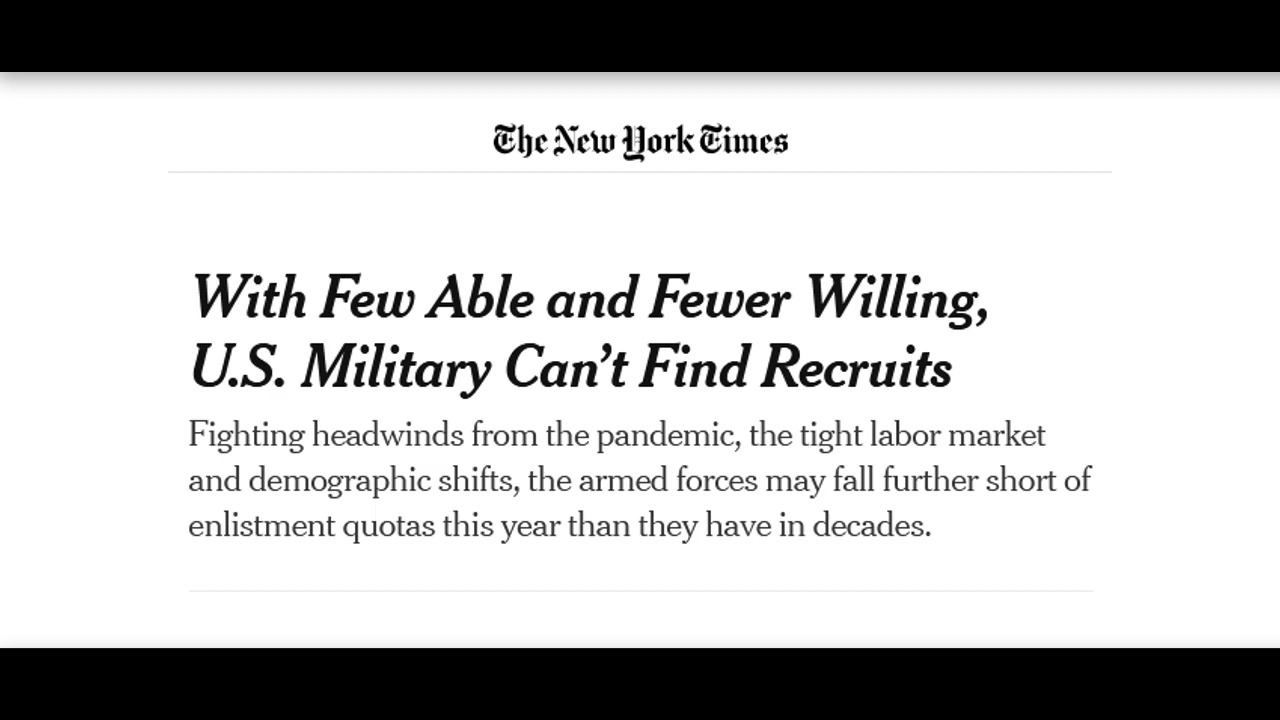 The New York Times
With Few Able and Fewer Willing,
U.S. Military Can’t Find Recruits
Fighting headwinds from the pandemic, the tight labor market
and demographic shifts, the armed forces may fall further short of
enlistment quotas this year than they have in decades.